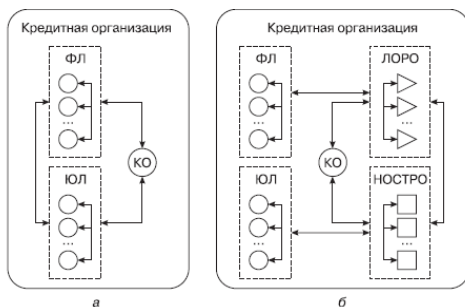 Кредитная организация
ФЛ
...
КО
ЮЛ
...
а
Кредитная организация
ФЛ
...
ЛОРО
...
КО
ЮЛ
...
НОСТРО
...
б